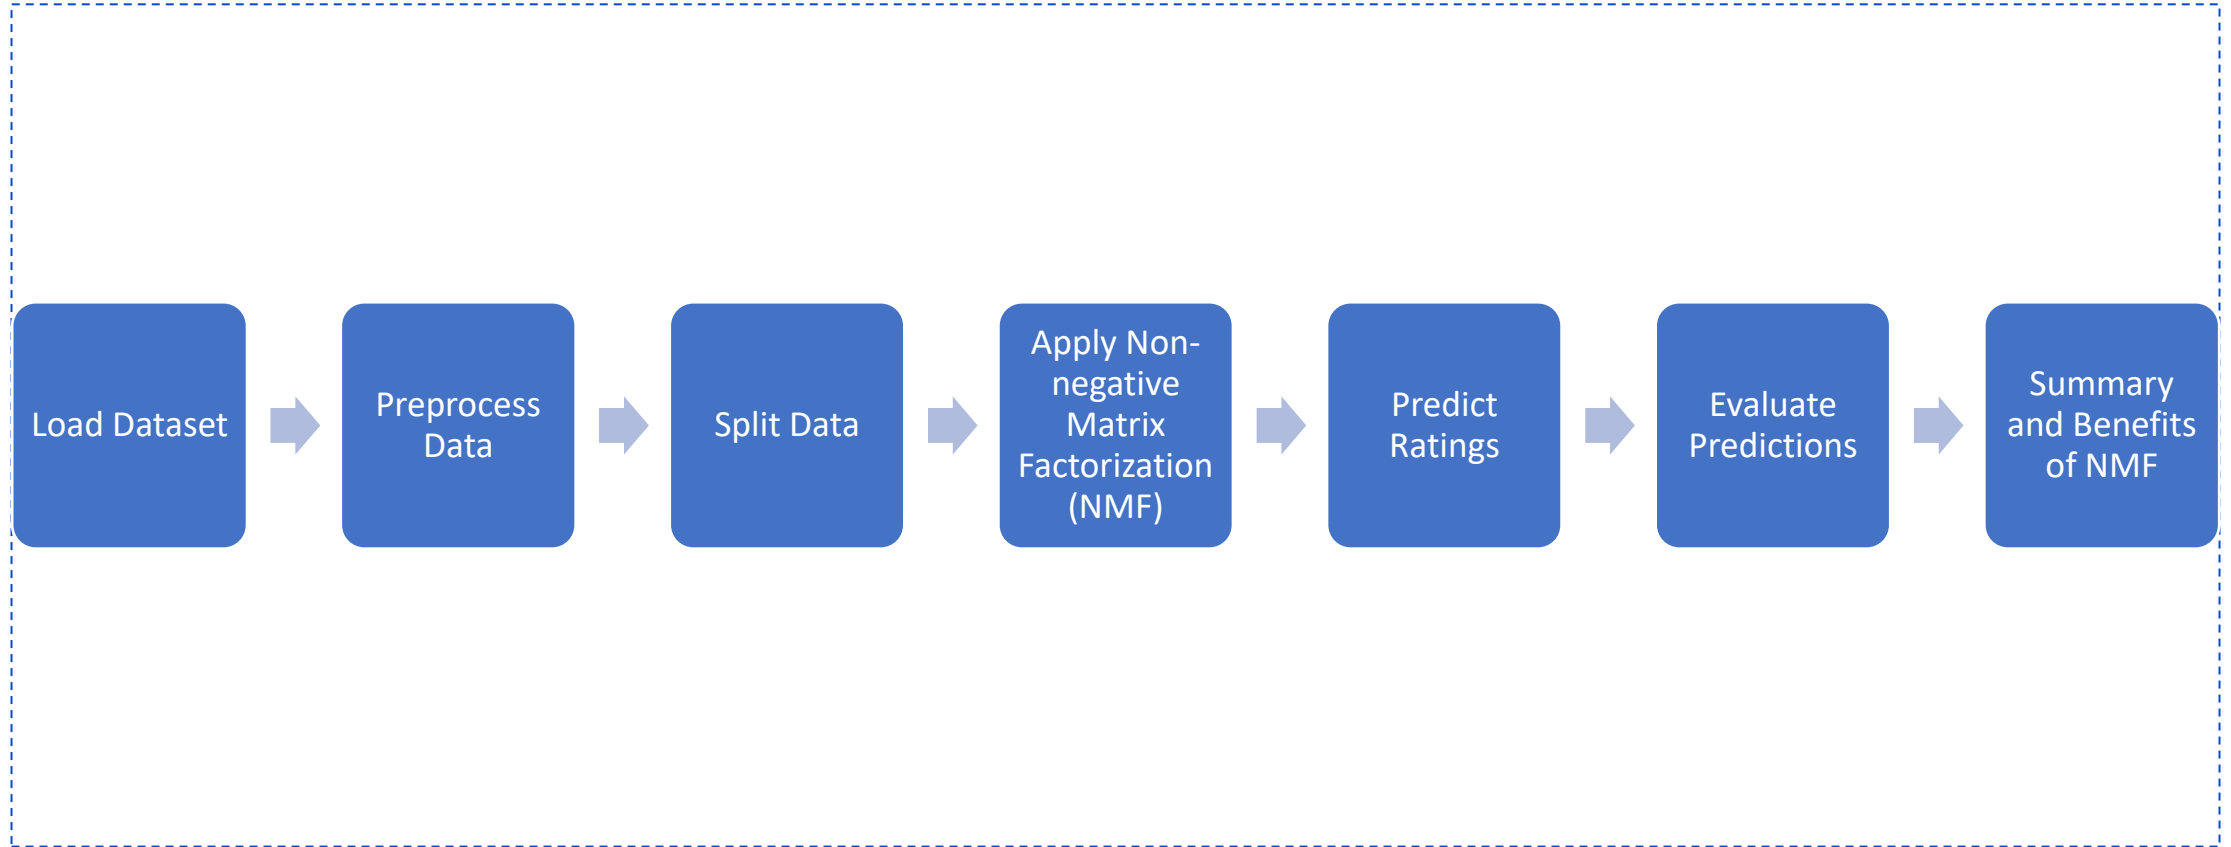 Load Dataset
Preprocess
Data
Split Data
Apply Non-
negative
Matrix
Factorization
(NMF)
Predict
Ratings
Evaluate
Predictions
Summary
and Benefits
of NMF